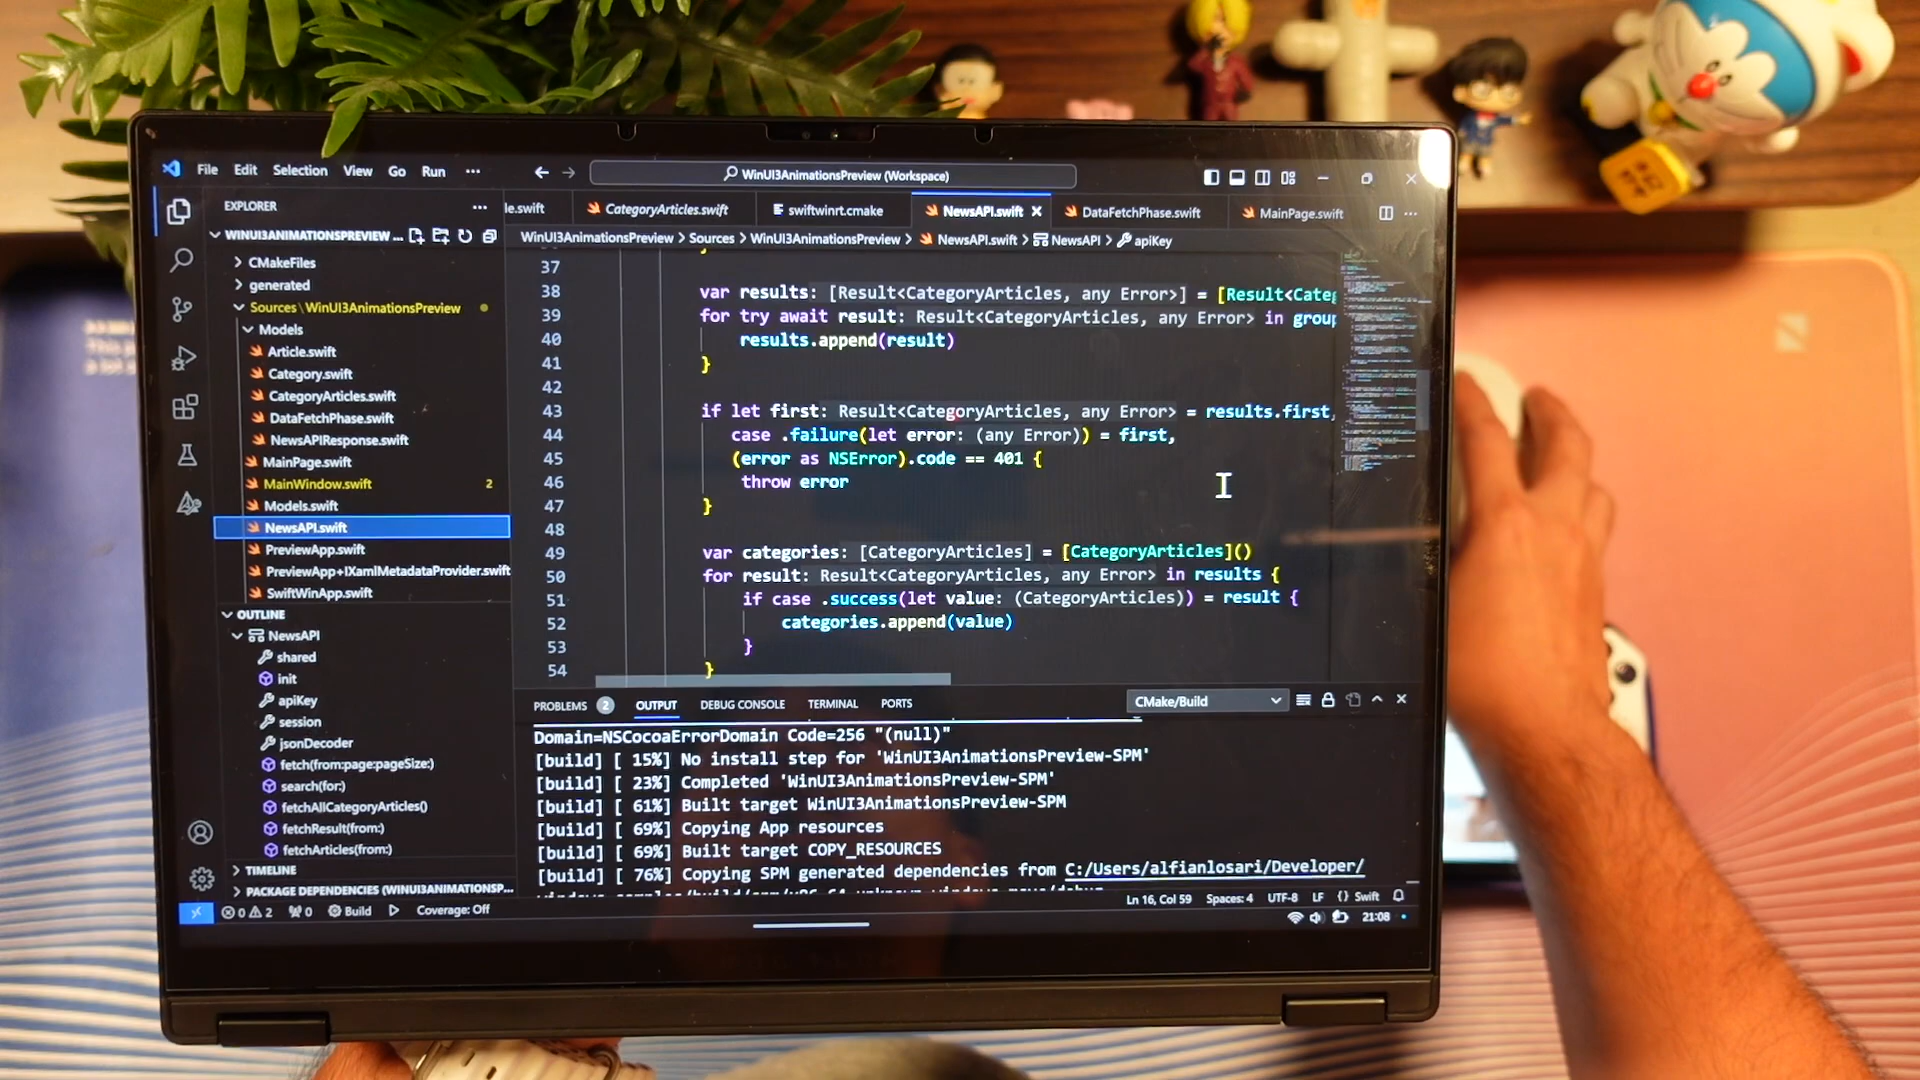 File Edit Selection View Go Run ···
WinUI3AnimationsPreview (Workspace)
EXPLORER
WINUI3ANIMATIONSPREVIEW ...
CMakeFiles
generated
Sources\WinUI3AnimationsPreview
Models
Article.swift
Category.swift
CategoryArticles.swift
DataFetchPhase.swift
NewsAPIResponse.swift
MainPage.swift
MainWindow.swift 2
Models.swift
NewsAPI.swift
PreviewApp.swift
PreviewApp+IXamlMetadataProvider.swift
SwiftWinApp.swift
OUTLINE
NewsAPI
shared
init
apiKey
session
jsonDecoder
fetch(from:page:pageSize:)
search(for:)
fetchAllCategoryArticles()
fetchResult(from:)
fetchArticles(from:)
TIMELINE
PACKAGE DEPENDENCIES (WINUI3ANIMATIONSP...
le.swift CategoryArticles.swift swiftwinrt.cmake NewsAPI.swift DataFetchPhase.swift MainPage.swift
WinUI3AnimationsPreview > Sources > WinUI3AnimationsPreview > NewsAPI.swift > NewsAPI > apiKey
}
37
38 var results: [Result<CategoryArticles, any Error>] = [Result<Categ
39 for try await result: Result<CategoryArticles, any Error> in group
40 results.append(result)
41 }
42
43 if let first: Result<CategoryArticles, any Error> = results.first,
44 case .failure(let error: (any Error)) = first,
45 (error as NSError).code == 401 {
46 throw error
47 }
48
49 var categories: [CategoryArticles] = [CategoryArticles]()
50 for result: Result<CategoryArticles, any Error> in results {
51 if case .success(let value: (CategoryArticles)) = result {
52 categories.append(value)
53 }
54 }
PROBLEMS 2 OUTPUT DEBUG CONSOLE TERMINAL PORTS CMake/Build
Domain=NSCocoaErrorDomain Code=256 "(null)"
[build] [ 15%] No install step for 'WinUI3AnimationsPreview-SPM'
[build] [ 23%] Completed 'WinUI3AnimationsPreview-SPM'
[build] [ 61%] Built target WinUI3AnimationsPreview-SPM
[build] [ 69%] Copying App resources
[build] [ 69%] Built target COPY_RESOURCES
[build] [ 76%] Copying SPM generated dependencies from C:/Users/alfianlosari/Developer/
0 2 0 Build Coverage: Off Ln 16, Col 59 Spaces: 4 UTF-8 LF {} Swift
21:08